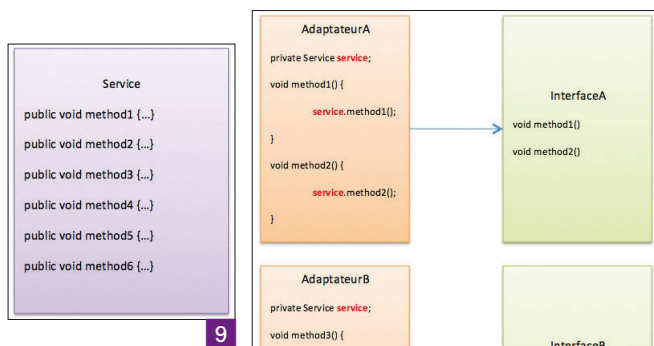 Service
public void method1 {...}
public void method2 {...}
public void method3 {...}
public void method4 {...}
public void method5 {...}
public void method6 {...}
9
AdaptateurA
private Service service;
void method1() {
service.method1();
}
void method2() {
service.method2();
}
InterfaceA
void method1()
void method2()
AdaptateurB
private Service service;
void method3() {
InterfaceB